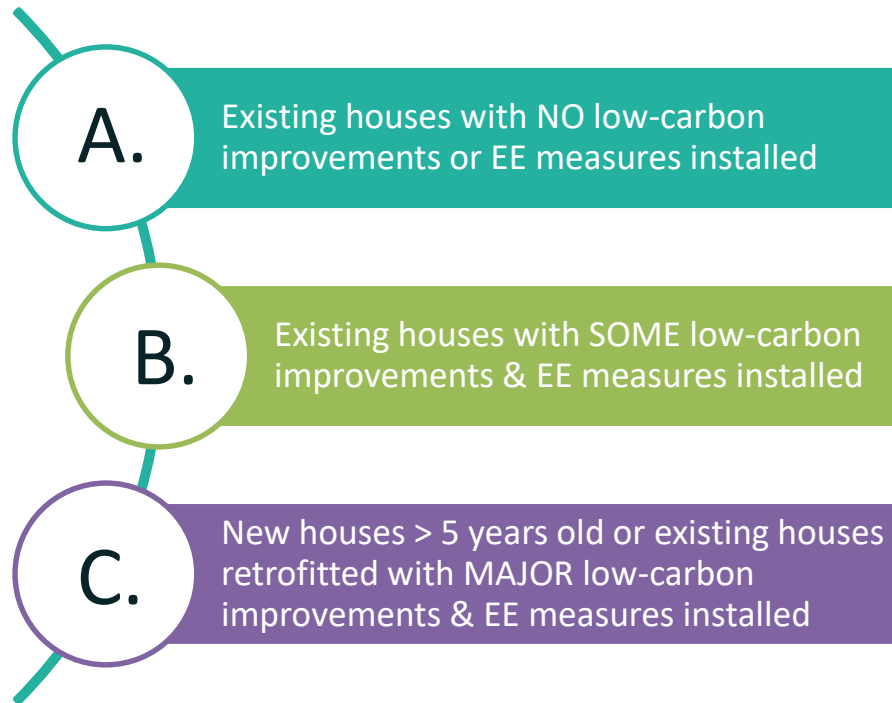 A.
Existing houses with NO low-carbon
improvements or EE measures installed
B.
Existing houses with SOME low-carbon
improvements & EE measures installed
C.
New houses > 5 years old or existing houses
retrofitted with MAJOR low-carbon
improvements & EE measures installed